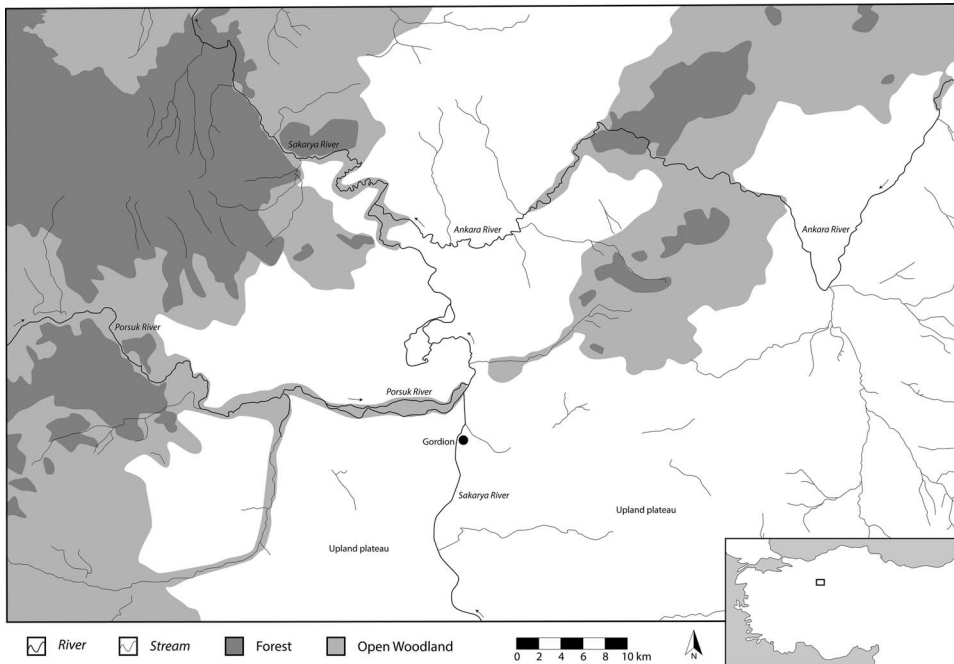 Sakarya River
Ankara River
Ankara River
Porsuk River
Porsuk River
Gordion
Sakarya River
Upland plateau
Upland plateau
River
Stream
Forest
Open Woodland
0 2 4 6 8 10 km
N